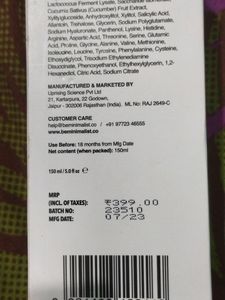 Lactococcus Ferment Lysate, Saccharide Isomerate,
Cucumis Sativus (Cucumber) Fruit Extract,
Xylitylglucoside, Anhydroxylitol, Xylitol, Salicylic Acid,
Allantoin, Trehalose, Glycerin, Sodium Polyglutamate,
Sodium Hyaluronate, Panthenol, Lysine, Histidine,
Arginine, Aspartic Acid, Threonine, Serine, Glutamic
Acid, Proline, Glycine, Alanine, Valine, Methionine,
Isoleucine, Leucine, Tyrosine, Phenylalanine, Cysteine,
Ethoxydiglycol, Trisodium Ethylenediamine
Disuccinate, Phenoxyethanol, Ethylhexylglycerin, 1,2-
Hexanediol, Citric Acid, Sodium Citrate
MANUFACTURED & MARKETED BY
Uprising Science Pvt Ltd
21, Kartarpura, 22 Godown,
Jaipur - 302006 Rajasthan (India). ML No: RAJ 2649-C
CUSTOMER CARE
help@beminimalist.co / +91 97723 46555
www.beminimalist.co
Use Before: 18 months from Mfg Date
Net content (when packed): 150ml
150 ml / 5.0 fl oz e
MRP
(INCL. OF TAXES): ₹399.00
BATCH NO: 23510
MFG DATE: 07/23